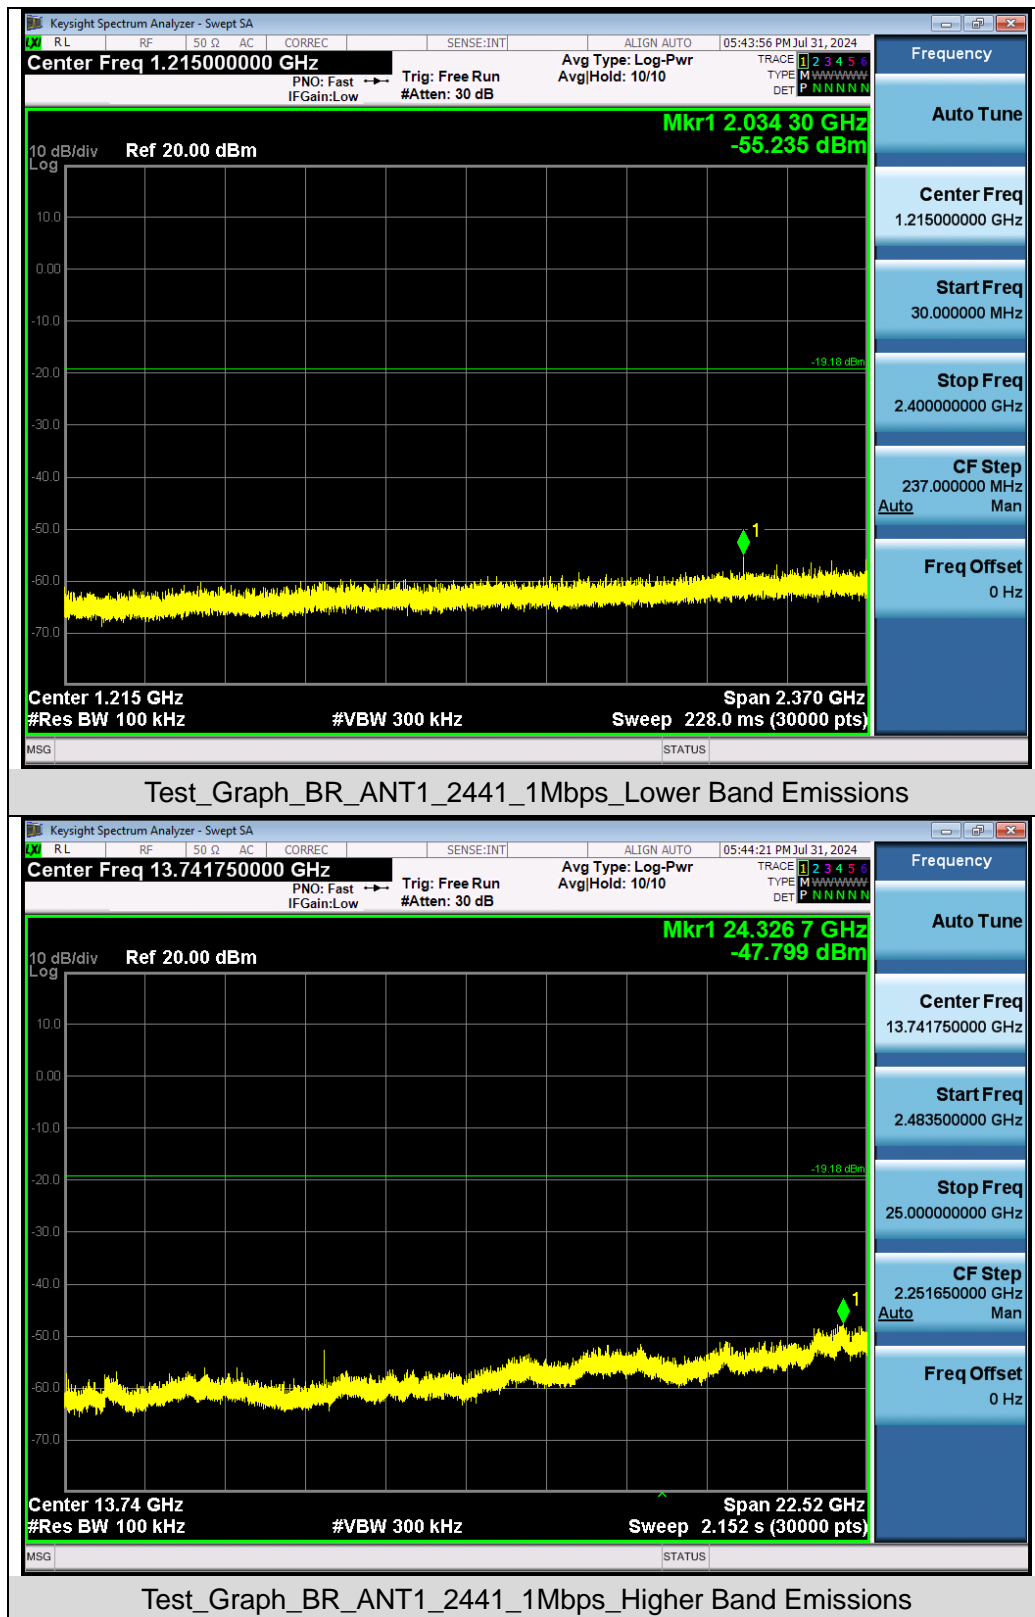 Keysight Spectrum Analyzer - Swept SA
LXI RL RF 50 Ω AC CORREC SENSE:INT ALIGN AUTO 05:43:56 PM Jul 31, 2024
Center Freq 1.215000000 GHz
PNO: Fast
IFGain:Low
Trig: Free Run
#Atten: 30 dB
Avg Type: Log-Pwr
Avg|Hold: 10/10
TRACE 1 2 3 4 5 6
TYPE M WWWWW
DET P N N N N N
Mkr1 2.034 30 GHz
-55.235 dBm
10 dB/div Ref 20.00 dBm
Log
10.0
0.00
-10.0
-19.18 dBm
-20.0
-30.0
-40.0
-50.0
1
-60.0
-70.0
Center 1.215 GHz Span 2.370 GHz
#Res BW 100 kHz #VBW 300 kHz Sweep 228.0 ms (30000 pts)
MSG STATUS
Frequency
Auto Tune
Center Freq
1.215000000 GHz
Start Freq
30.000000 MHz
Stop Freq
2.400000000 GHz
CF Step
237.000000 MHz
Auto Man
Freq Offset
0 Hz
Test_Graph_BR_ANT1_2441_1Mbps_Lower Band Emissions
Keysight Spectrum Analyzer - Swept SA
LXI RL RF 50 Ω AC CORREC SENSE:INT ALIGN AUTO 05:44:21 PM Jul 31, 2024
Center Freq 13.741750000 GHz
PNO: Fast
IFGain:Low
Trig: Free Run
#Atten: 30 dB
Avg Type: Log-Pwr
Avg|Hold: 10/10
TRACE 1 2 3 4 5 6
TYPE M WWWWW
DET P N N N N N
Mkr1 24.326 7 GHz
-47.799 dBm
10 dB/div Ref 20.00 dBm
Log
10.0
0.00
-10.0
-19.18 dBm
-20.0
-30.0
-40.0
1
-50.0
-60.0
-70.0
Center 13.74 GHz Span 22.52 GHz
#Res BW 100 kHz #VBW 300 kHz Sweep 2.152 s (30000 pts)
MSG STATUS
Frequency
Auto Tune
Center Freq
13.741750000 GHz
Start Freq
2.483500000 GHz
Stop Freq
25.000000000 GHz
CF Step
2.251650000 GHz
Auto Man
Freq Offset
0 Hz
Test_Graph_BR_ANT1_2441_1Mbps_Higher Band Emissions